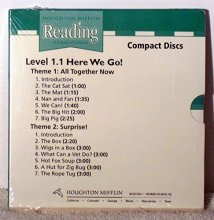 HOUGHTON MIFFLIN
Reading
Compact Discs
Level 1.1 Here We Go!
Theme 1: All Together Now
1. Introduction
2. The Cat Sat (1:00)
3. The Mat (1:15)
4. Nan and Fan (1:35)
5. We Can! (1:40)
6. The Big Hit (1:17)
7. Big Pig (2:25)
Theme 2: Surprise!
1. Introduction
2. The Box (2:20)
3. Wigs in a Box (3:00)
4. What Can a Vet Do? (3:00)
5. Hot Fox Soup (3:00)
6. A Hut for Zig Bug (3:00)
7. The Rope Tug (3:00)
HOUGHTON MIFFLIN